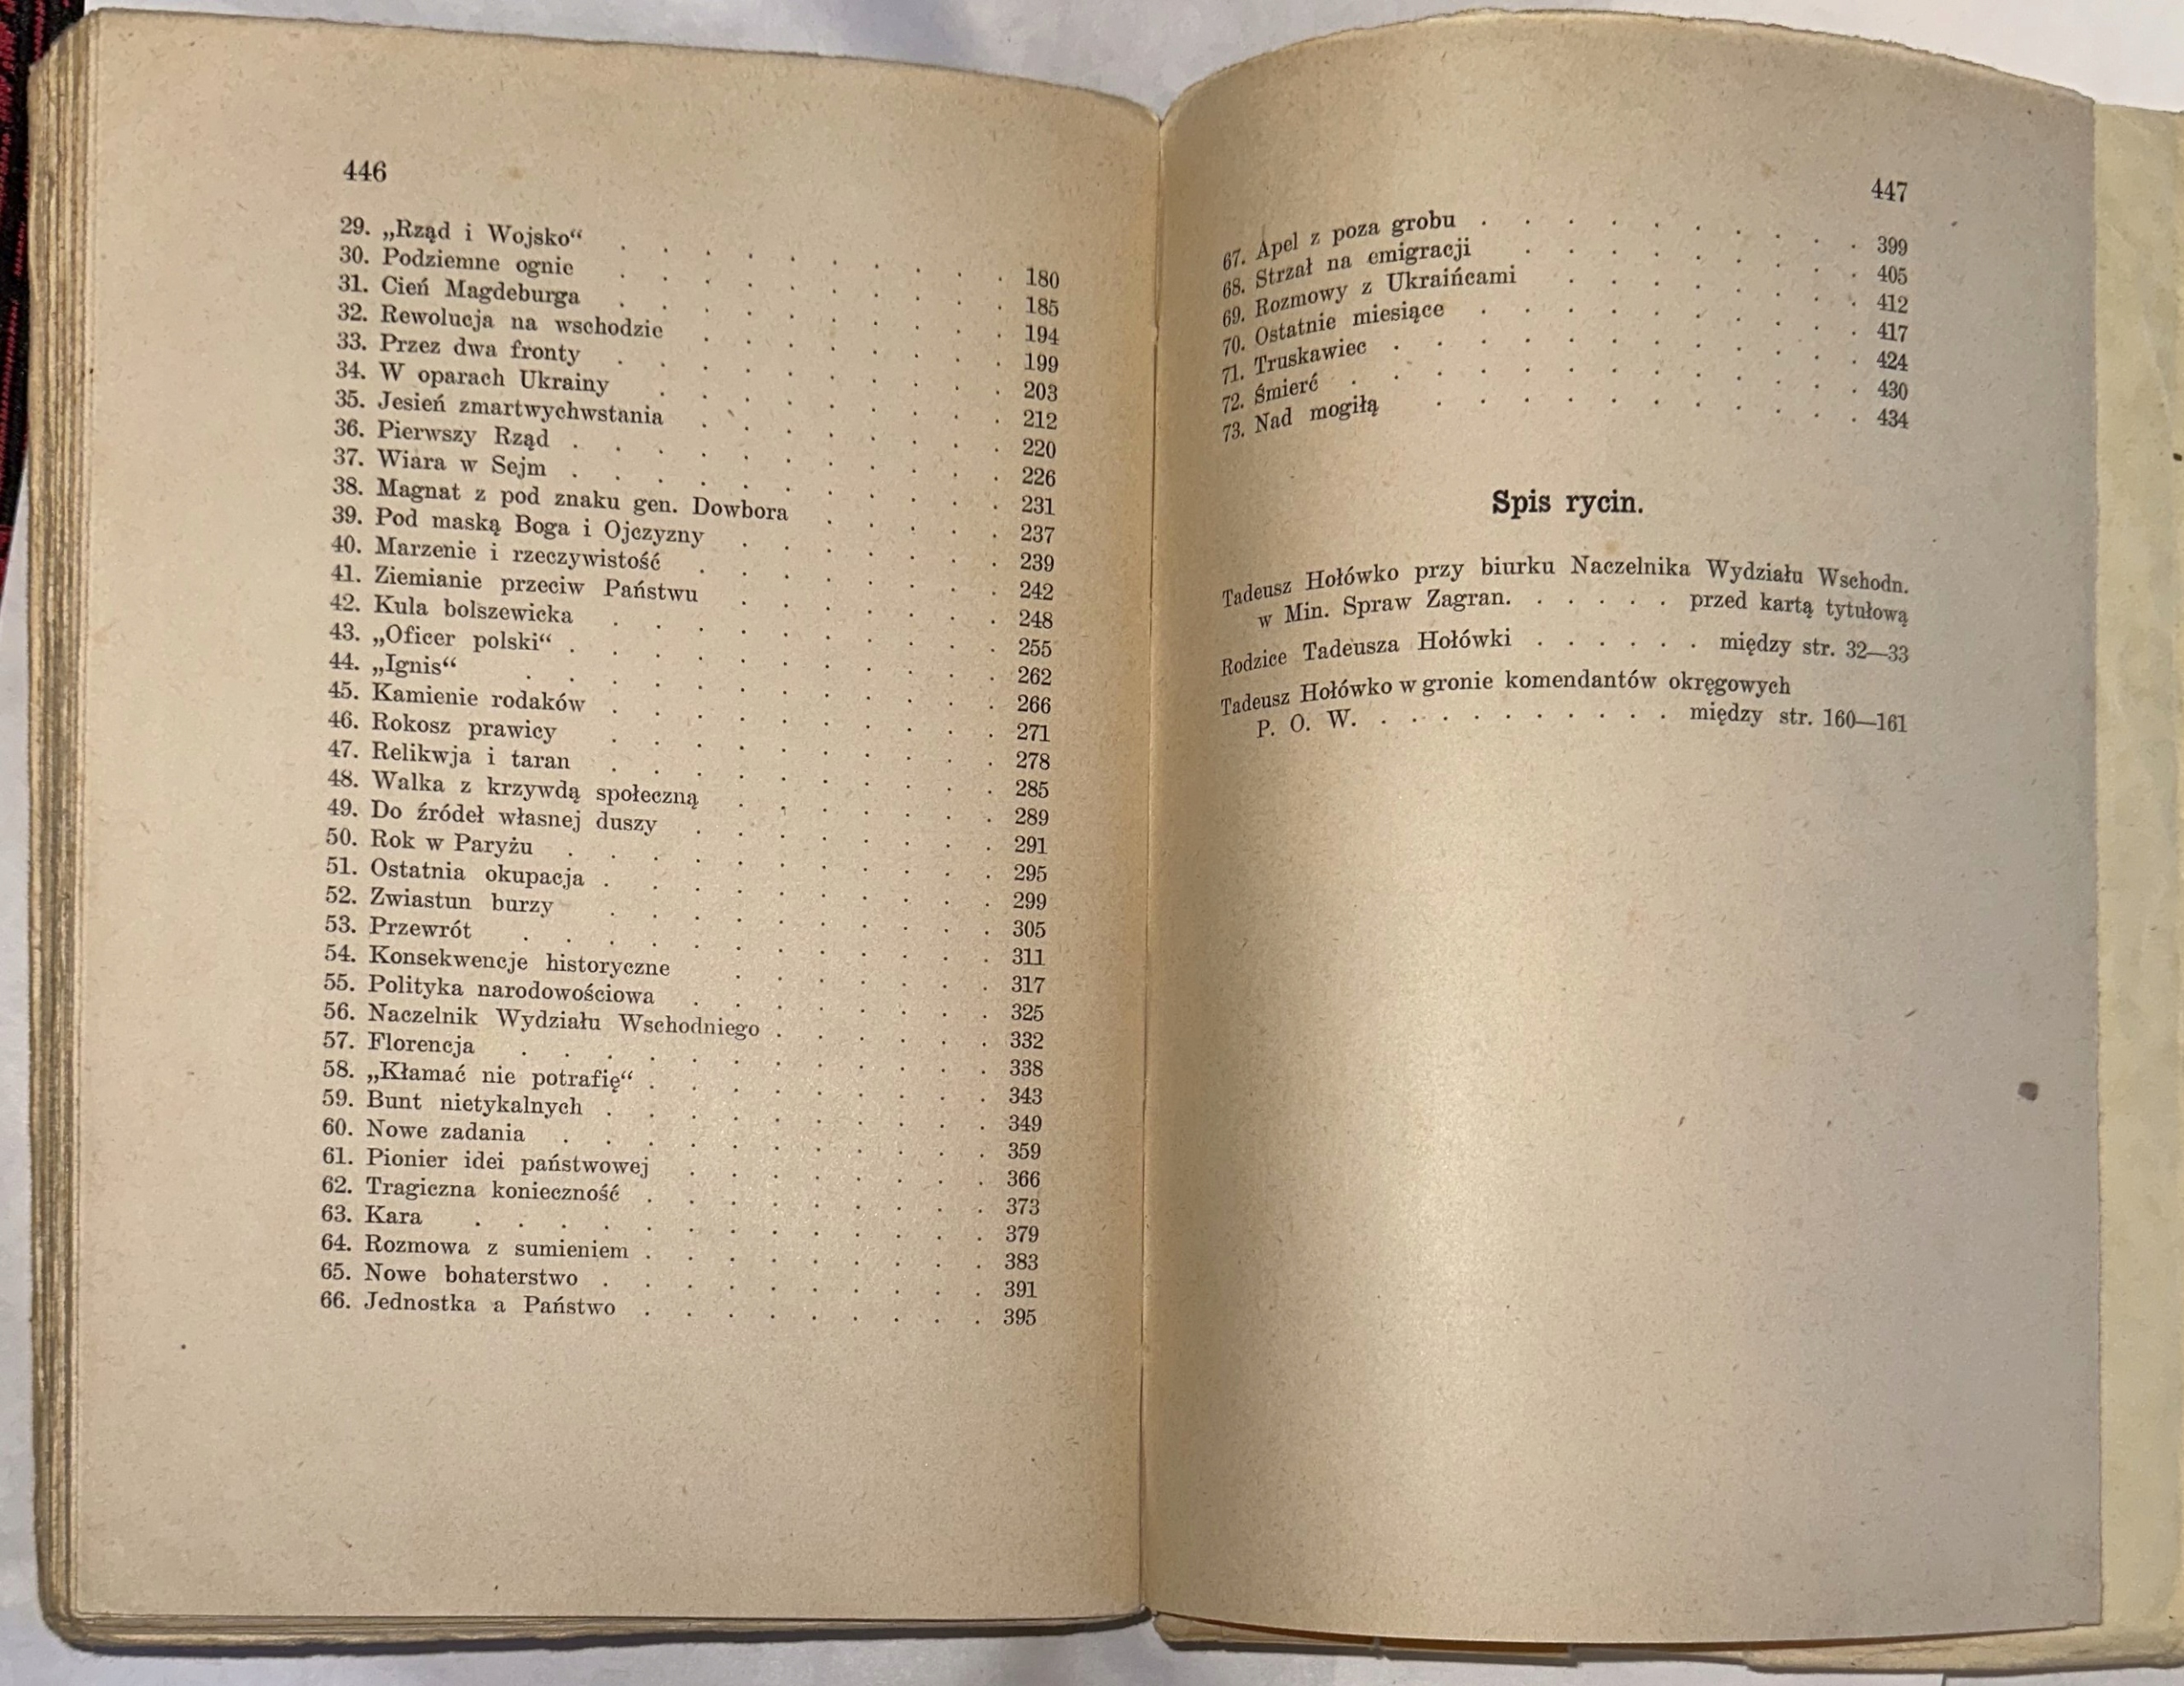 446
29. „Rząd i Wojsko“ . . . . . . . . . . 180
30. Podziemne ognie . . . . . . . . . . 185
31. Cień Magdeburga . . . . . . . . . . 194
32. Rewolucja na wschodzie . . . . . . . . 199
33. Przez dwa fronty . . . . . . . . . . 203
34. W oparach Ukrainy . . . . . . . . . 212
35. Jesień zmartwychwstania . . . . . . . . 220
36. Pierwszy Rząd . . . . . . . . . . . 226
37. Wiara w Sejm . . . . . . . . . . . 231
38. Magnat z pod znaku gen. Dowbora . . . . . 237
39. Pod maską Boga i Ojczyzny . . . . . . . 239
40. Marzenie i rzeczywistość . . . . . . . . 242
41. Ziemianie przeciw Państwu . . . . . . . 248
42. Kula bolszewicka . . . . . . . . . . 255
43. „Oficer polski“ . . . . . . . . . . . 262
44. „Ignis“ . . . . . . . . . . . . 266
45. Kamienie rodaków . . . . . . . . . . 271
46. Rokosz prawicy . . . . . . . . . . 278
47. Relikwja i taran . . . . . . . . . . 285
48. Walka z krzywdą społeczną . . . . . . . 289
49. Do źródeł własnej duszy . . . . . . . . 291
50. Rok w Paryżu . . . . . . . . . . . 295
51. Ostatnia okupacja . . . . . . . . . . 299
52. Zwiastun burzy . . . . . . . . . . 305
53. Przewrót . . . . . . . . . . . . 311
54. Konsekwencje historyczne . . . . . . . 317
55. Polityka narodowościowa . . . . . . . . 325
56. Naczelnik Wydziału Wschodniego . . . . . . 332
57. Florencja . . . . . . . . . . . . 338
58. „Kłamać nie potrafię“ . . . . . . . . . 343
59. Bunt nietykalnych . . . . . . . . . . 349
60. Nowe zadania . . . . . . . . . . . 359
61. Pionier idei państwowej . . . . . . . . 366
62. Tragiczna konieczność . . . . . . . . . 373
63. Kara . . . . . . . . . . . . . 379
64. Rozmowa z sumieniem . . . . . . . . . 383
65. Nowe bohaterstwo . . . . . . . . . . 391
66. Jednostka a Państwo . . . . . . . . . 395
447
67. Apel z poza grobu . . . . . . . . . . 399
68. Strzał na emigracji . . . . . . . . . 405
69. Rozmowy z Ukraińcami . . . . . . . . 412
70. Ostatnie miesiące . . . . . . . . . . 417
71. Truskawiec . . . . . . . . . . . . 424
72. Śmierć . . . . . . . . . . . . . 430
73. Nad mogiłą . . . . . . . . . . . 434
Spis rycin.
Tadeusz Hołówko przy biurku Naczelnika Wydziału Wschodn.
w Min. Spraw Zagran. . . . . . przed kartą tytułową
Rodzice Tadeusza Hołówki . . . . . . między str. 32—33
Tadeusz Hołówko w gronie komendantów okręgowych
P. O. W. . . . . . . . . . między str. 160—161